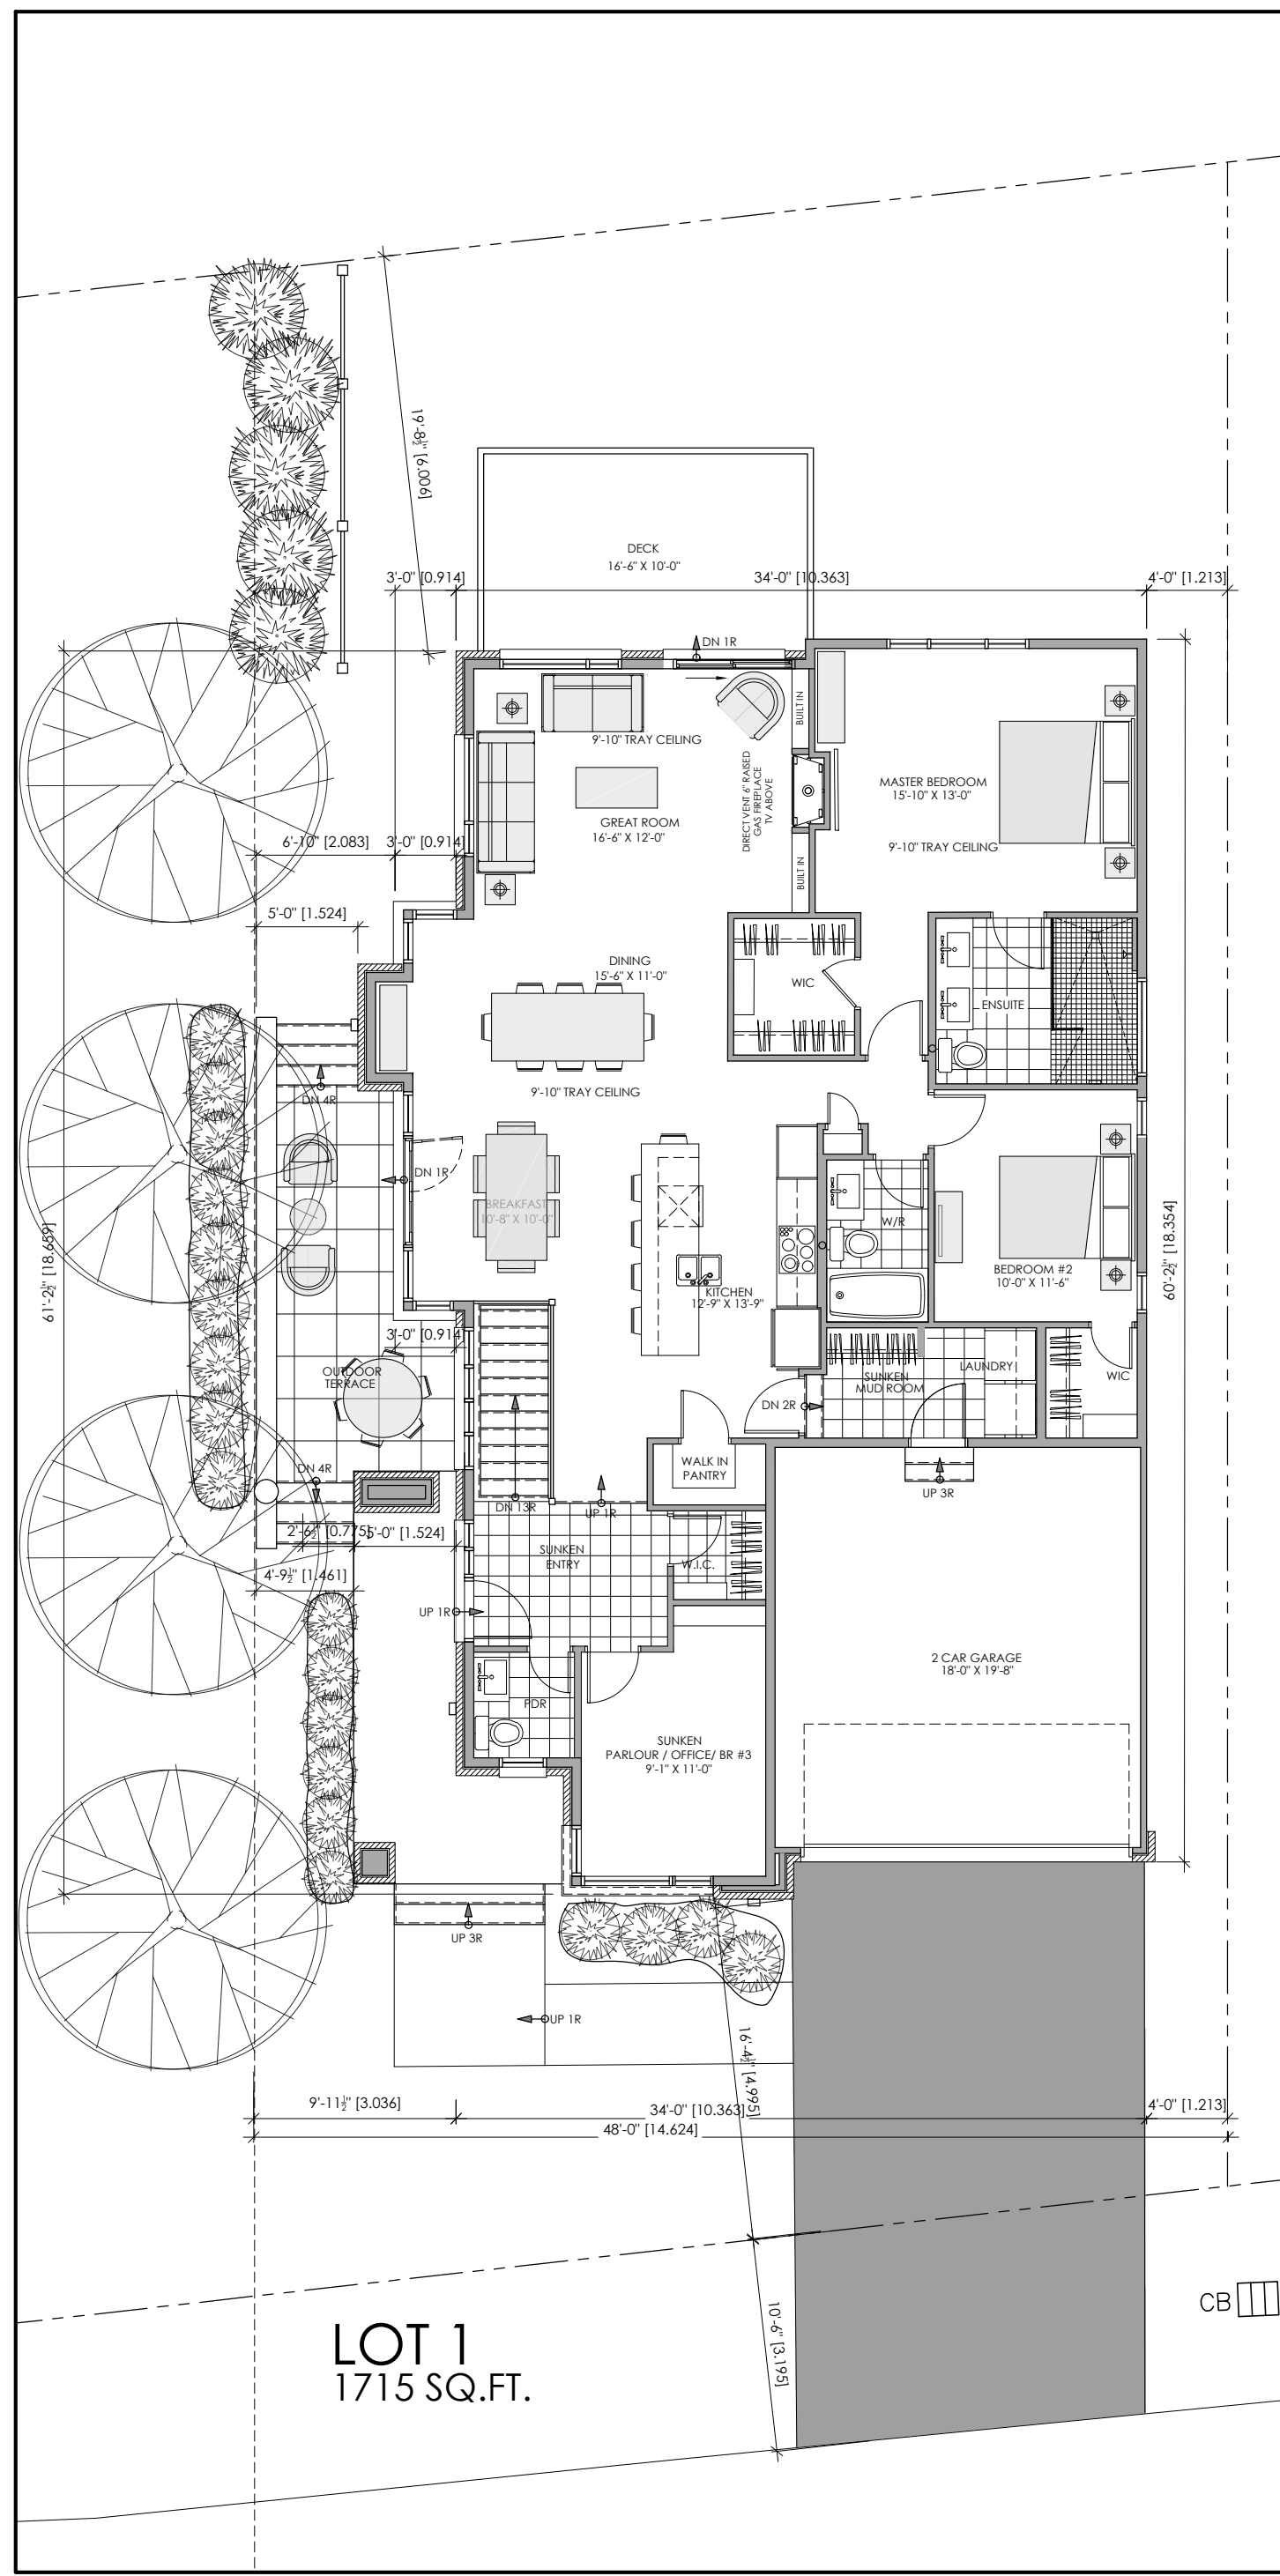 19'-8½" [6.006]
DECK
16'-6" X 10'-0"
3'-0" [0.914]
34'-0" [10.363]
4'-0" [1.213]
DN 1R
9'-10" TRAY CEILING
BUILT IN
DIRECT VENT 6" RAISED
GAS FIREPLACE
TV ABOVE
MASTER BEDROOM
15'-10" X 13'-0"
GREAT ROOM
16'-6" X 12'-0"
6'-10" [2.083]
3'-0" [0.914]
9'-10" TRAY CEILING
BUILT IN
5'-0" [1.524]
DINING
15'-6" X 11'-0"
WIC
ENSUITE
9'-10" TRAY CEILING
DN 4R
DN 1R
BREAKFAST
10'-8" X 10'-0"
W/R
61'-2½" [18.659]
60'-2½" [18.354]
BEDROOM #2
10'-0" X 11'-6"
KITCHEN
12'-9" X 13'-9"
3'-0" [0.914]
OUTDOOR
TERRACE
LAUNDRY
SUNKEN
MUD ROOM
WIC
DN 2R
WALK IN
PANTRY
DN 4R
UP 3R
DN 13R
UP 1R
2'-6½" [0.775]
5'-0" [1.524]
SUNKEN
ENTRY
W.I.C.
4'-9½" [1.461]
UP 1R
2 CAR GARAGE
18'-0" X 19'-8"
PDR
SUNKEN
PARLOUR / OFFICE/ BR #3
9'-1" X 11'-0"
UP 3R
UP 1R
16'-4½" [4.995]
9'-11½" [3.036]
34'-0" [10.363]
4'-0" [1.213]
48'-0" [14.624]
CB
10'-6" [3.195]
LOT 1
1715 SQ.FT.